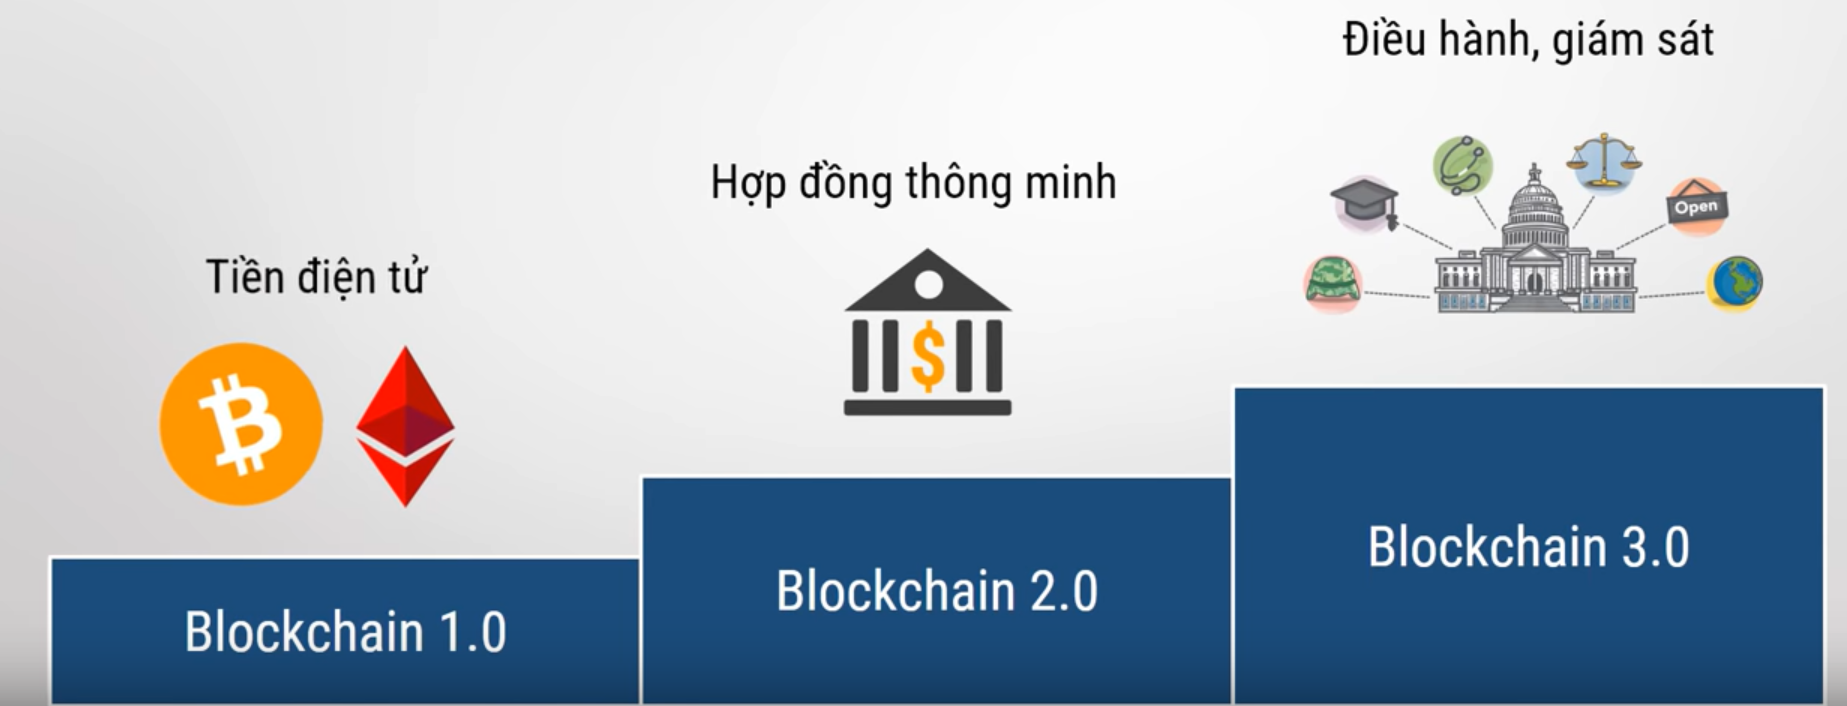 Tiền điện tử
Blockchain 1.0
Hợp đồng thông minh
$
Blockchain 2.0
Điều hành, giám sát
Open
Blockchain 3.0